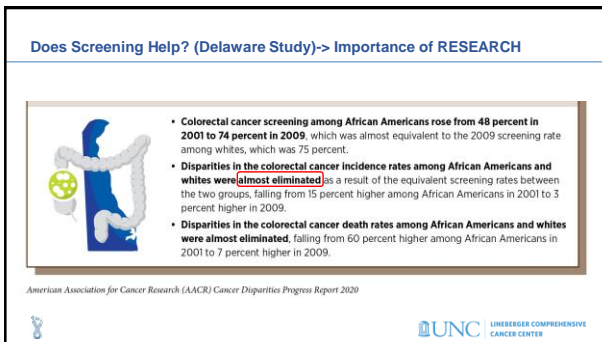 Does Screening Help? (Delaware Study)-> Importance of RESEARCH
• Colorectal cancer screening among African Americans rose from 48 percent in
2001 to 74 percent in 2009, which was almost equivalent to the 2009 screening rate
among whites, which was 75 percent.
• Disparities in the colorectal cancer incidence rates among African Americans and
whites were almost eliminated as a result of the equivalent screening rates between
the two groups, falling from 15 percent higher among African Americans in 2001 to 3
percent higher in 2009.
• Disparities in the colorectal cancer death rates among African Americans and whites
were almost eliminated, falling from 60 percent higher among African Americans in
2001 to 7 percent higher in 2009.
American Association for Cancer Research (AACR) Cancer Disparities Progress Report 2020
UNC LINEBERGER COMPREHENSIVE
CANCER CENTER